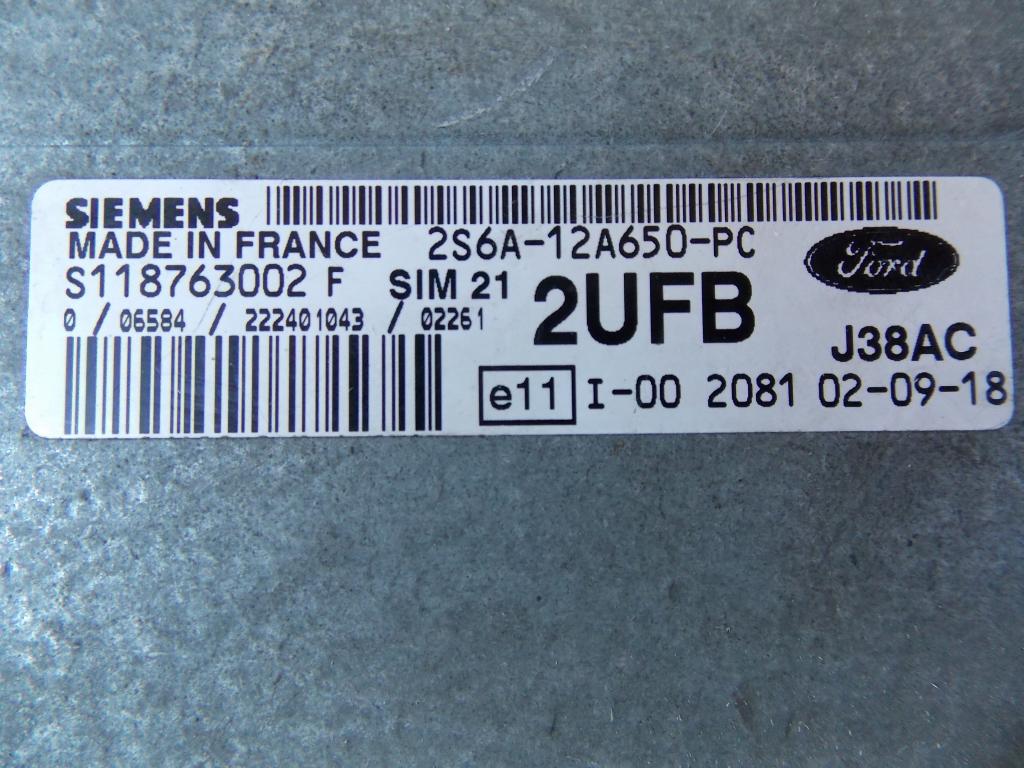 SIEMENS
MADE IN FRANCE 2S6A-12A650-PC
Ford
S118763002 F SIM 21
2UFB
0 / 06584 / 222401043 / 02261
J38AC
e11 I-00 2081 02-09-18